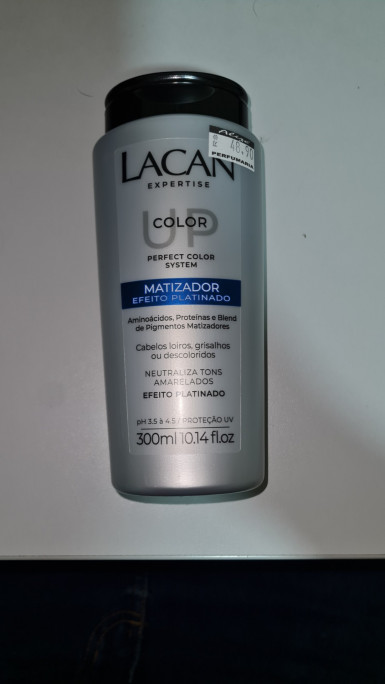 R$ 40,90
PERFUMARIA
LACAN
EXPERTISE
UP
COLOR
PERFECT COLOR
SYSTEM
MATIZADOR
EFEITO PLATINADO
Aminoácidos, Proteínas e Blend
de Pigmentos Matizadores
Cabelos loiros, grisalhos
ou descoloridos
NEUTRALIZA TONS
AMARELADOS
EFEITO PLATINADO
pH 3.5 à 4.5 / PROTEÇÃO UV
300ml 10.14 fl.oz